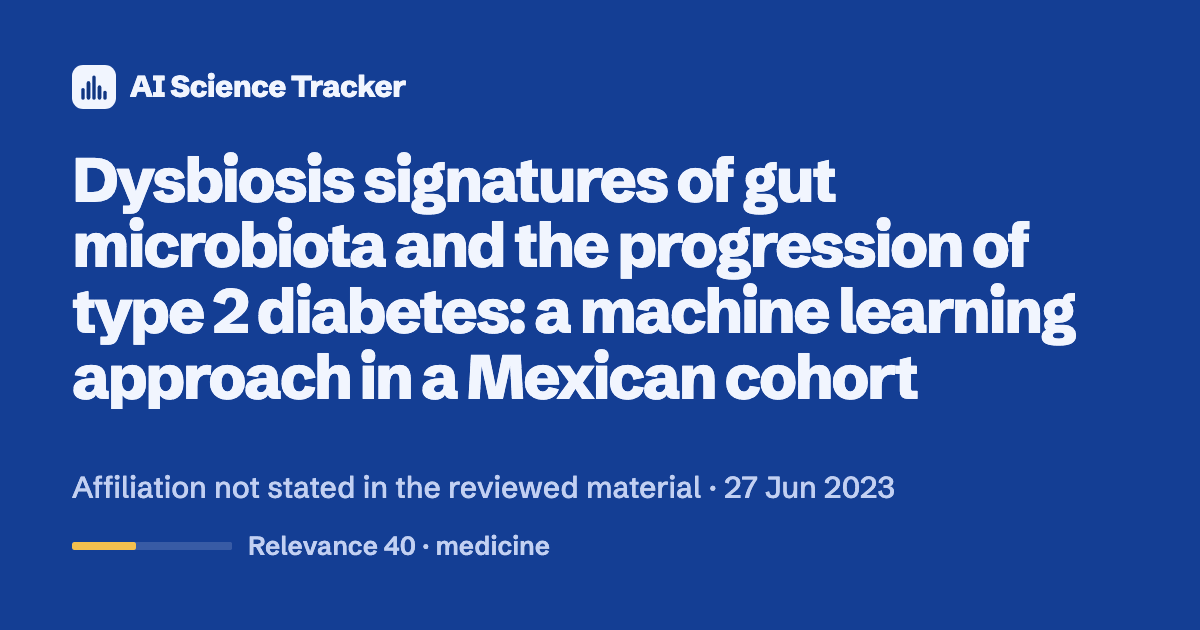 AI Science Tracker
Dysbiosis signatures of gut
microbiota and the progression of
type 2 diabetes: a machine learning
approach in a Mexican cohort
Affiliation not stated in the reviewed material · 27 Jun 2023
Relevance 40 · medicine